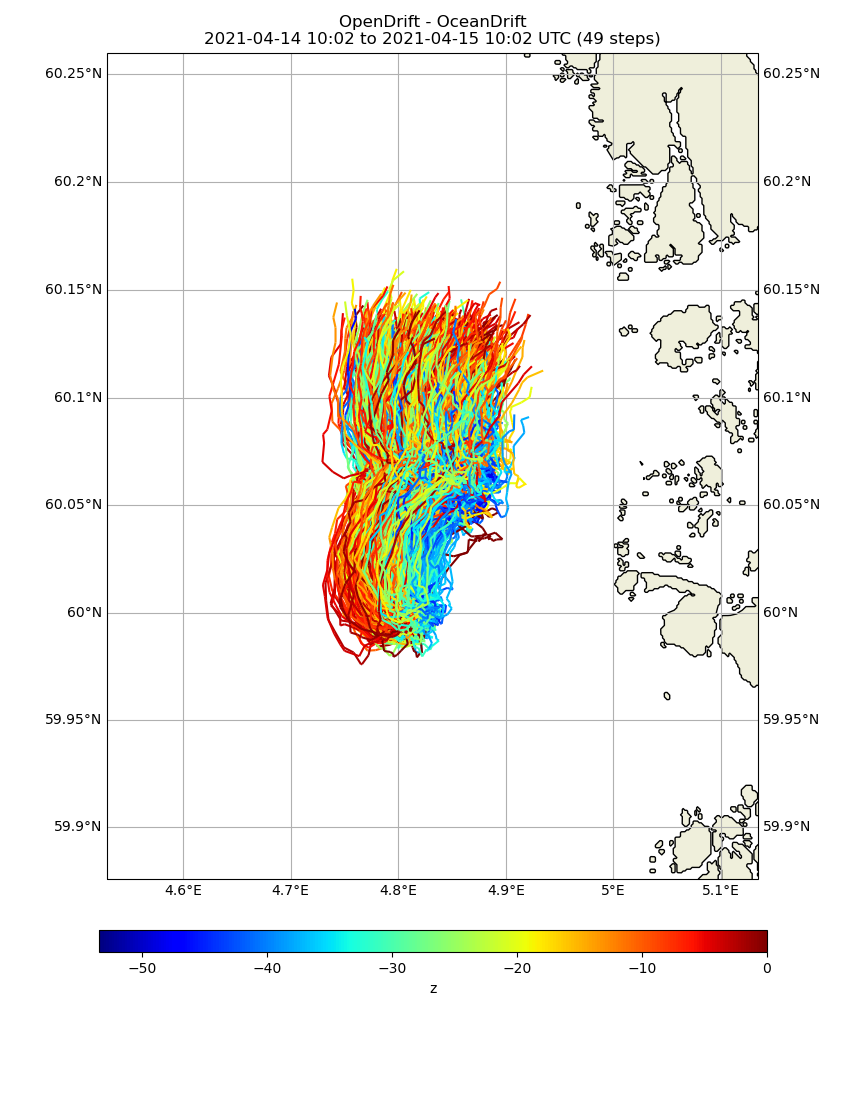 OpenDrift - OceanDrift
2021-04-14 10:02 to 2021-04-15 10:02 UTC (49 steps)
60.25°N 60.25°N
60.2°N 60.2°N
60.15°N 60.15°N
60.1°N 60.1°N
60.05°N 60.05°N
60°N 60°N
59.95°N 59.95°N
59.9°N 59.9°N
4.6°E 4.7°E 4.8°E 4.9°E 5°E 5.1°E
−50 −40 −30 −20 −10 0
z